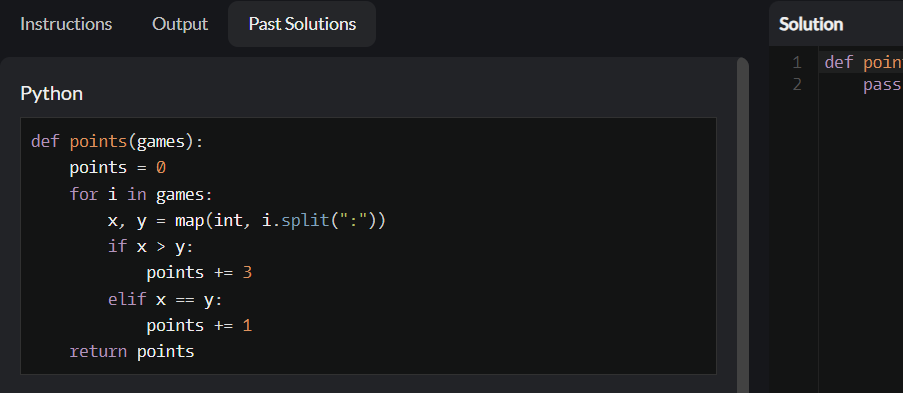 Instructions
Output
Past Solutions
Python
def points(games):
    points = 0
    for i in games:
        x, y = map(int, i.split(":"))
        if x > y:
            points += 3
        elif x == y:
            points += 1
    return points
Solution
1 def poin
2     pass